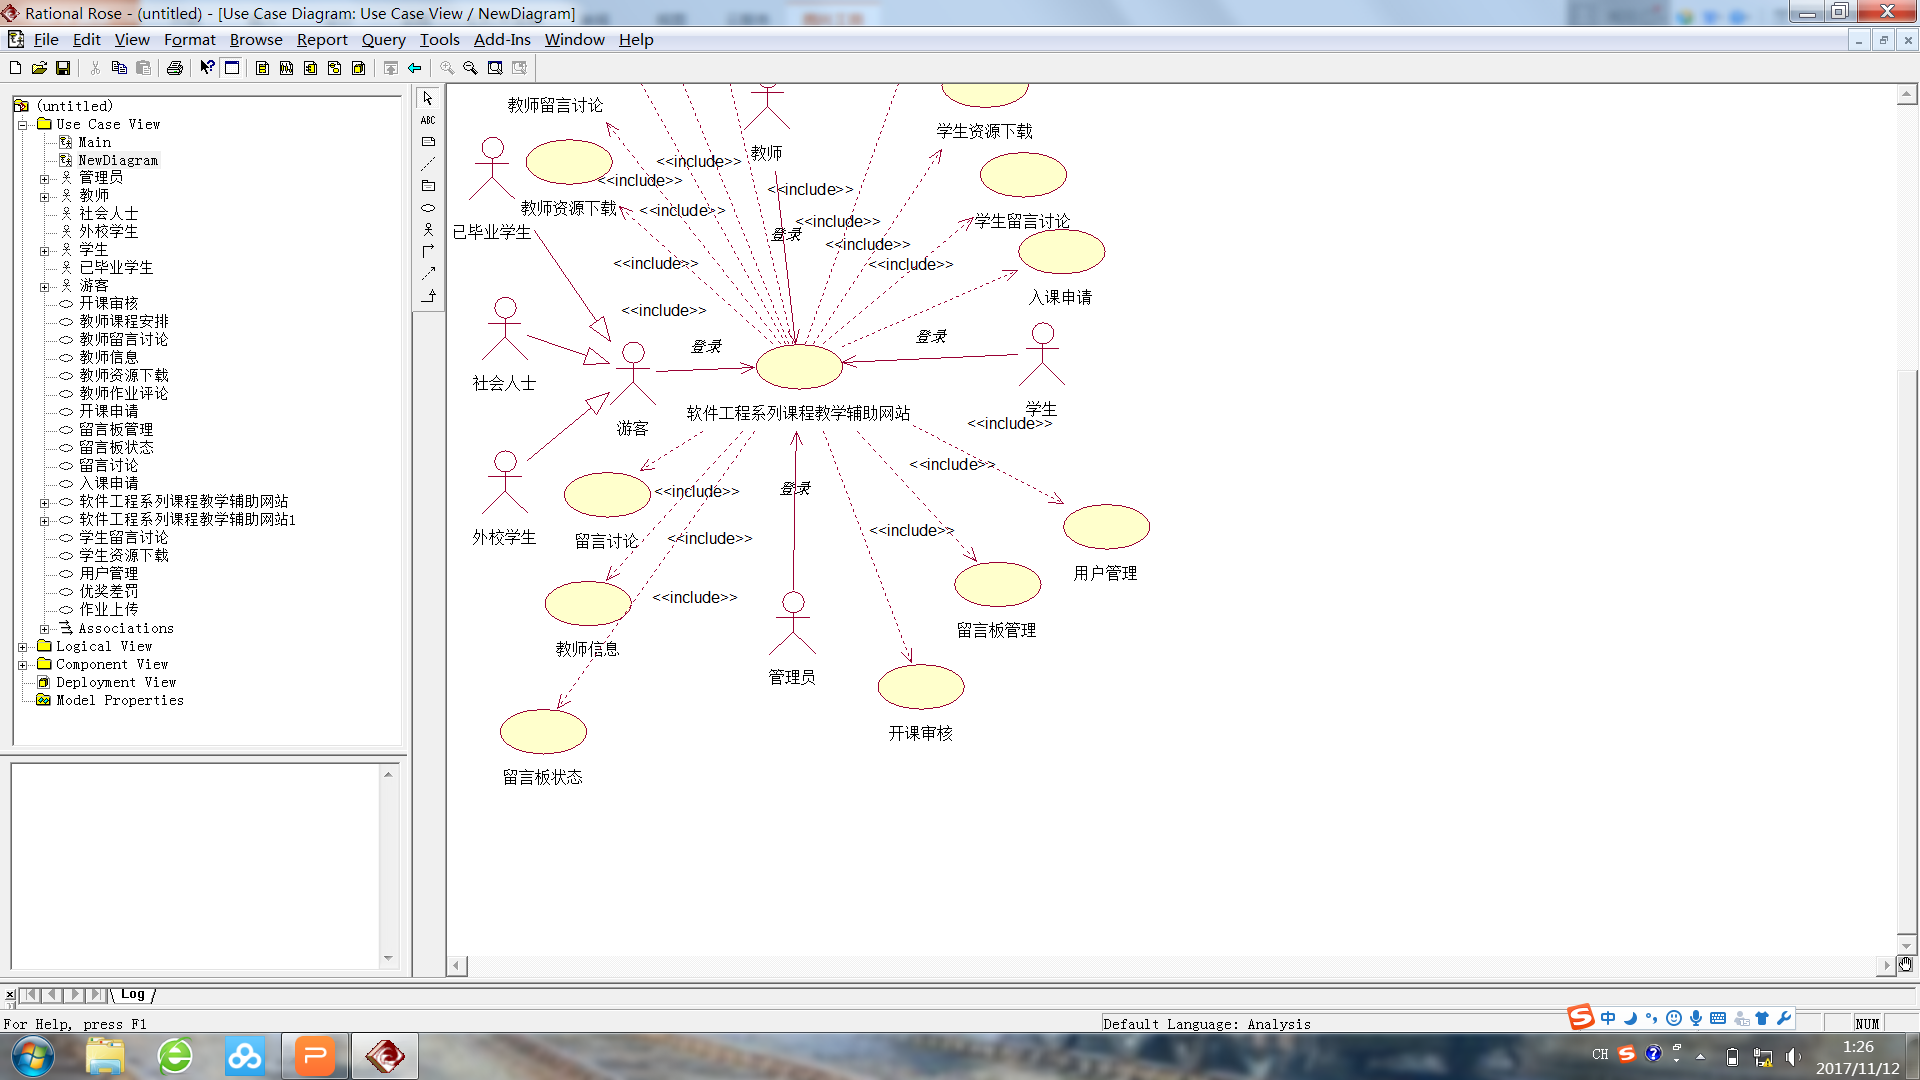 Rational Rose - (untitled) - [Use Case Diagram: Use Case View / NewDiagram]
File Edit View Format Browse Report Query Tools Add-Ins Window Help
(untitled)
Use Case View
Main
NewDiagram
管理员
教师
社会人士
外校学生
学生
已毕业学生
游客
开课审核
教师课程安排
教师留言讨论
教师信息
教师资源下载
教师作业评论
开课申请
留言板管理
留言板状态
留言讨论
入课申请
软件工程系列课程教学辅助网站
软件工程系列课程教学辅助网站1
学生留言讨论
学生资源下载
用户管理
优奖差罚
作业上传
Associations
Logical View
Component View
Deployment View
Model Properties
ABC
教师留言讨论
学生资源下载
教师
<<include>>
<<include>>
<<include>>
教师资源下载
<<include>>
<<include>>
学生留言讨论
已毕业学生
登录
<<include>>
<<include>>
<<include>>
入课申请
<<include>>
登录
登录
社会人士
学生
软件工程系列课程教学辅助网站
<<include>>
游客
<<include>>
<<include>>
登录
外校学生
留言讨论
<<include>>
<<include>>
用户管理
<<include>>
留言板管理
教师信息
管理员
开课审核
留言板状态
Log
For Help, press F1
Default Language: Analysis
NUM
中
CH
1:26
2017/11/12